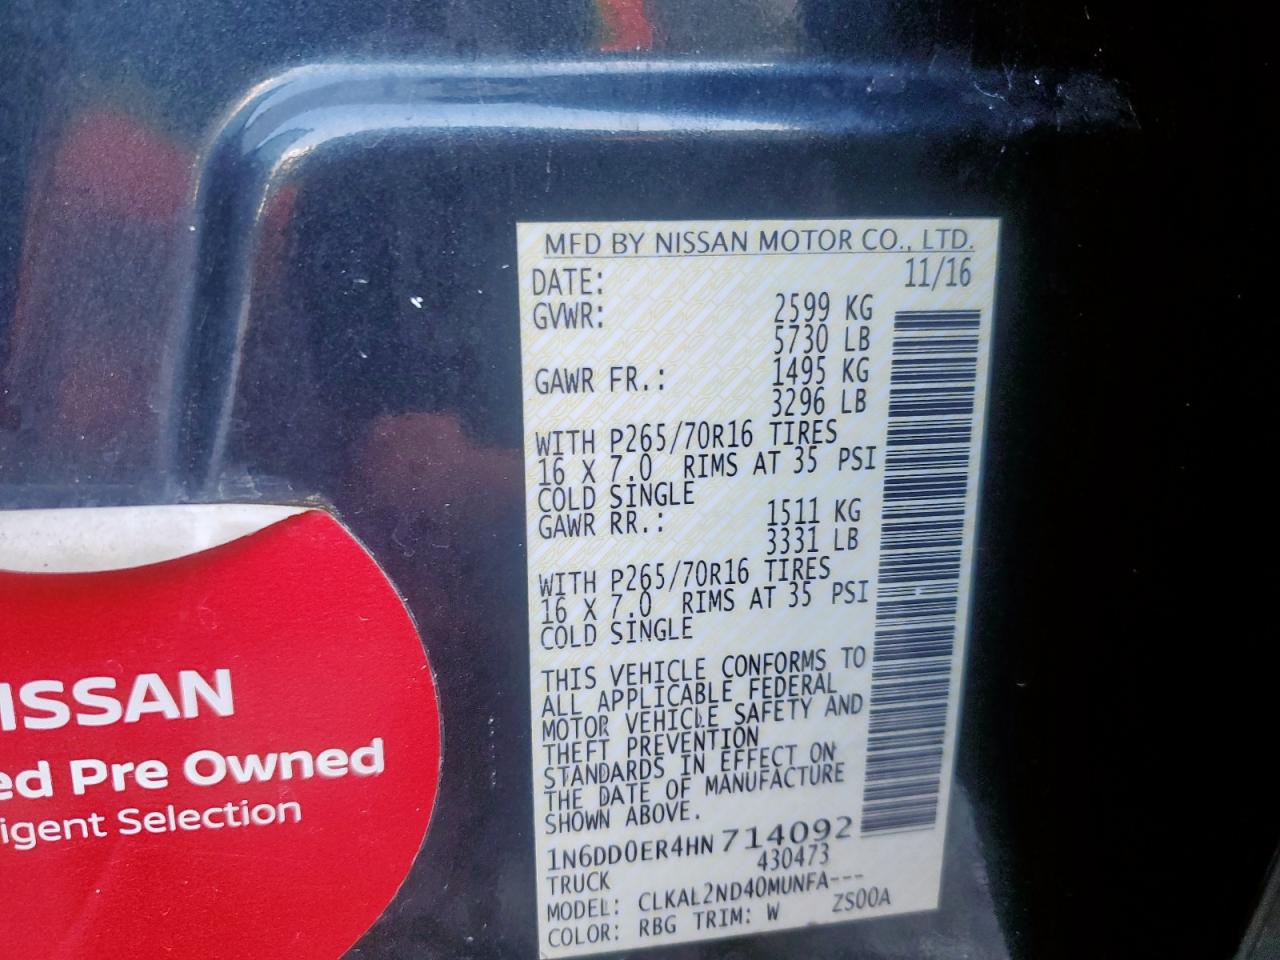 MFD BY NISSAN MOTOR CO., LTD.
DATE: 11/16
GVWR: 2599 KG
5730 LB
GAWR FR.: 1495 KG
3296 LB
WITH P265/70R16 TIRES
16 X 7.0 RIMS AT 35 PSI
COLD SINGLE
GAWR RR.: 1511 KG
3331 LB
WITH P265/70R16 TIRES
16 X 7.0 RIMS AT 35 PSI
COLD SINGLE
THIS VEHICLE CONFORMS TO
ALL APPLICABLE FEDERAL
MOTOR VEHICLE SAFETY AND
THEFT PREVENTION
STANDARDS IN EFFECT ON
THE DATE OF MANUFACTURE
SHOWN ABOVE.
1N6DD0ER4HN714092
TRUCK 430473
MODEL: CLKAL2ND40MUNFA---
COLOR: RBG TRIM: W ZS00A
ISSAN
ed Pre Owned
igent Selection